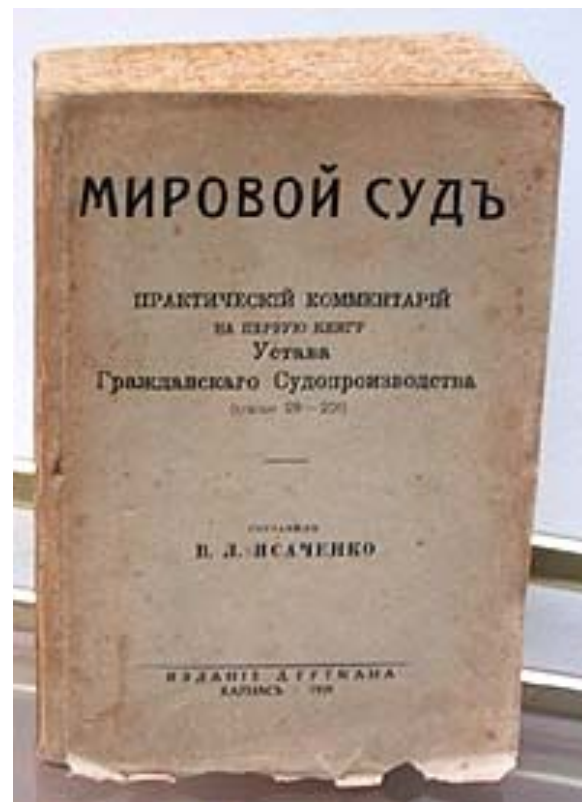 МИРОВОЙ СУДЪ
ПРАКТИЧЕСКІЙ КОММЕНТАРІЙ
НА ПЕРВУЮ КНИГУ
Устава
Гражданскаго Судопроизводства
В. Л. ИСАЧЕНКО
ИЗДАНІЕ